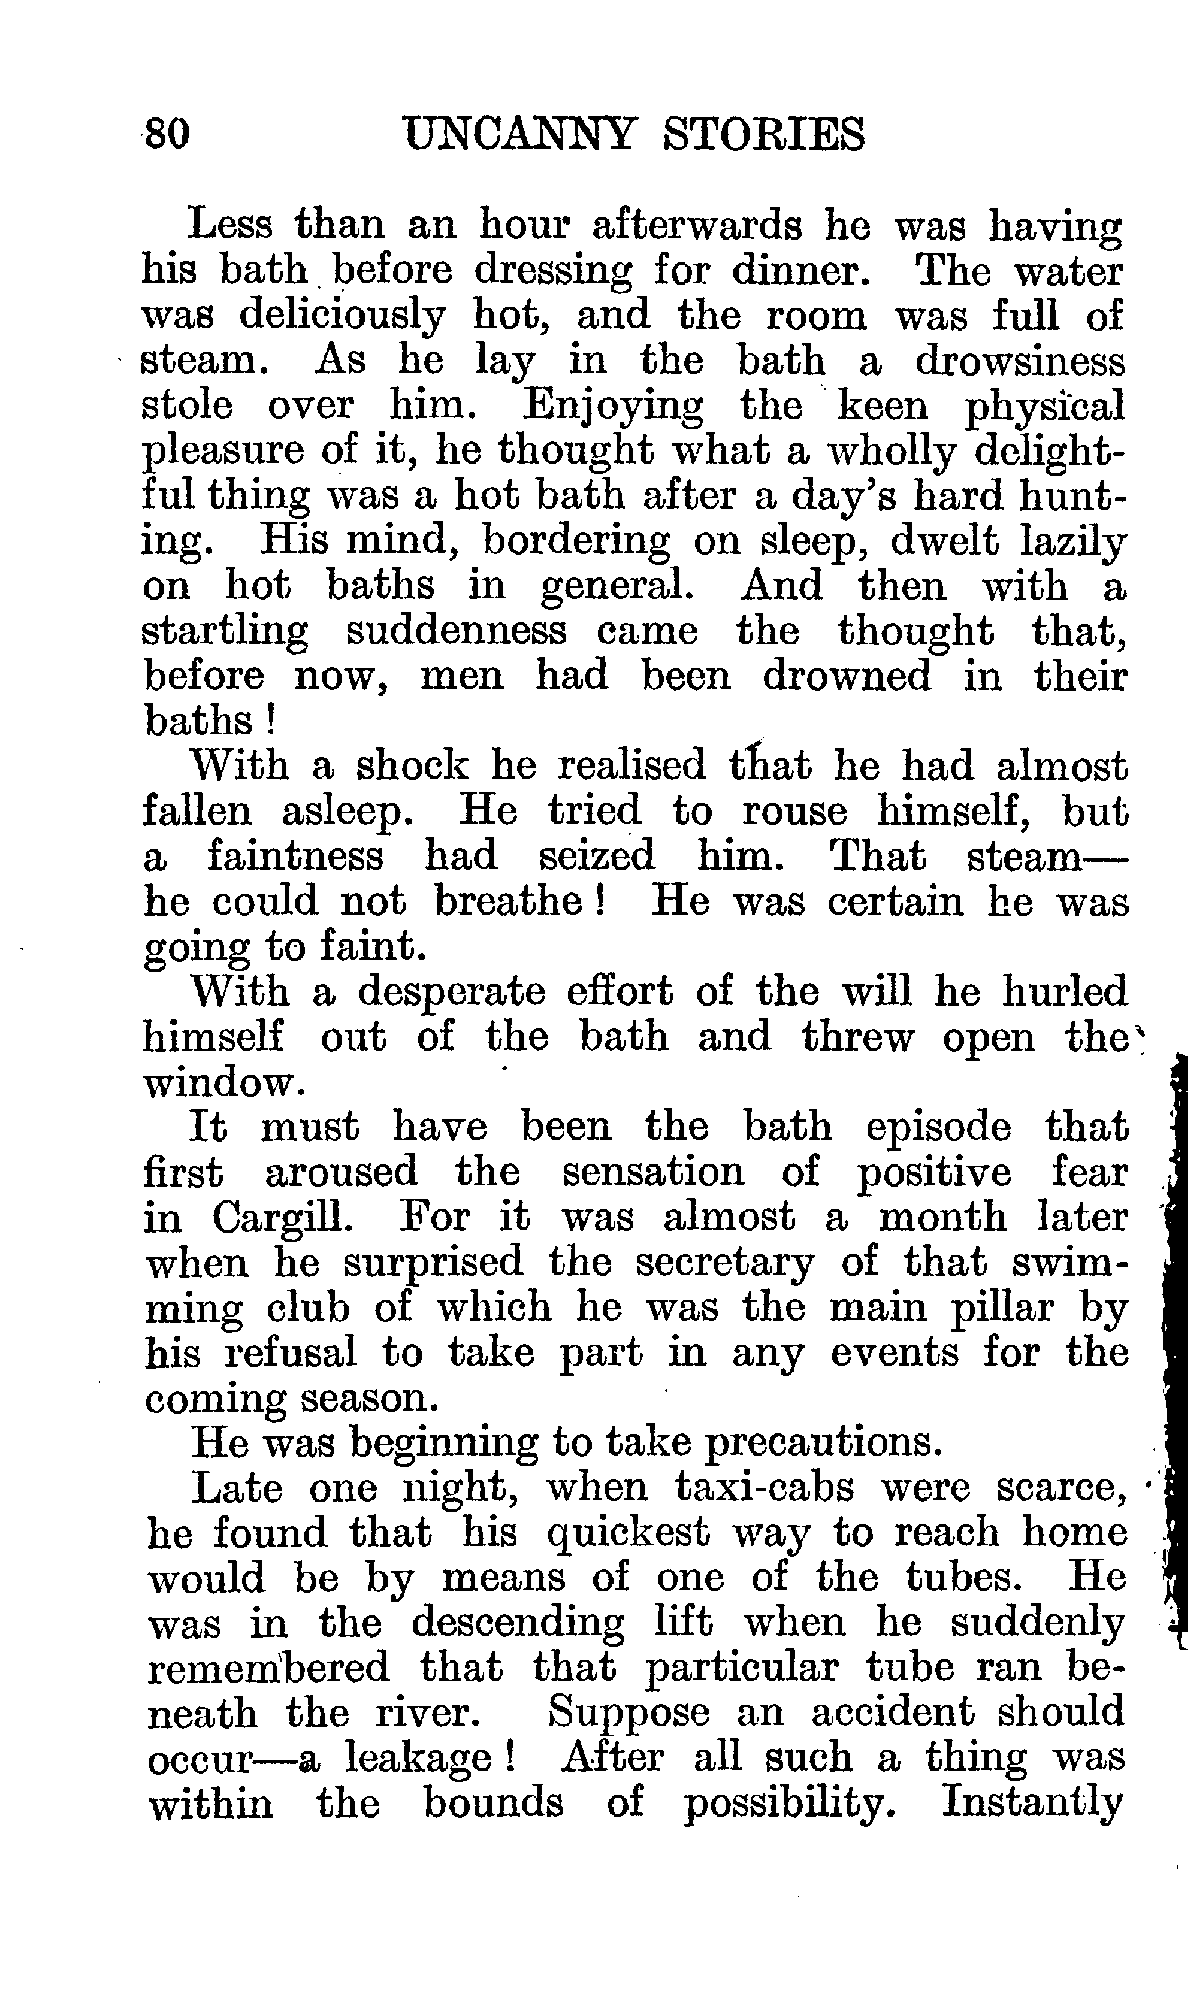 80 UNCANNY STORIES
Less than an hour afterwards he was having
his bath before dressing for dinner. The water
was deliciously hot, and the room was full of
steam. As he lay in the bath a drowsiness
stole over him. Enjoying the keen physical
pleasure of it, he thought what a wholly delight-
ful thing was a hot bath after a day's hard hunt-
ing. His mind, bordering on sleep, dwelt lazily
on hot baths in general. And then with a
startling suddenness came the thought that,
before now, men had been drowned in their
baths !
With a shock he realised that he had almost
fallen asleep. He tried to rouse himself, but
a faintness had seized him. That steam—
he could not breathe ! He was certain he was
going to faint.
With a desperate effort of the will he hurled
himself out of the bath and threw open the
window.
It must have been the bath episode that
first aroused the sensation of positive fear
in Cargill. For it was almost a month later
when he surprised the secretary of that swim-
ming club of which he was the main pillar by
his refusal to take part in any events for the
coming season.
He was beginning to take precautions.
Late one night, when taxi-cabs were scarce,
he found that his quickest way to reach home
would be by means of one of the tubes. He
was in the descending lift when he suddenly
remembered that that particular tube ran be-
neath the river. Suppose an accident should
occur—a leakage ! After all such a thing was
within the bounds of possibility. Instantly